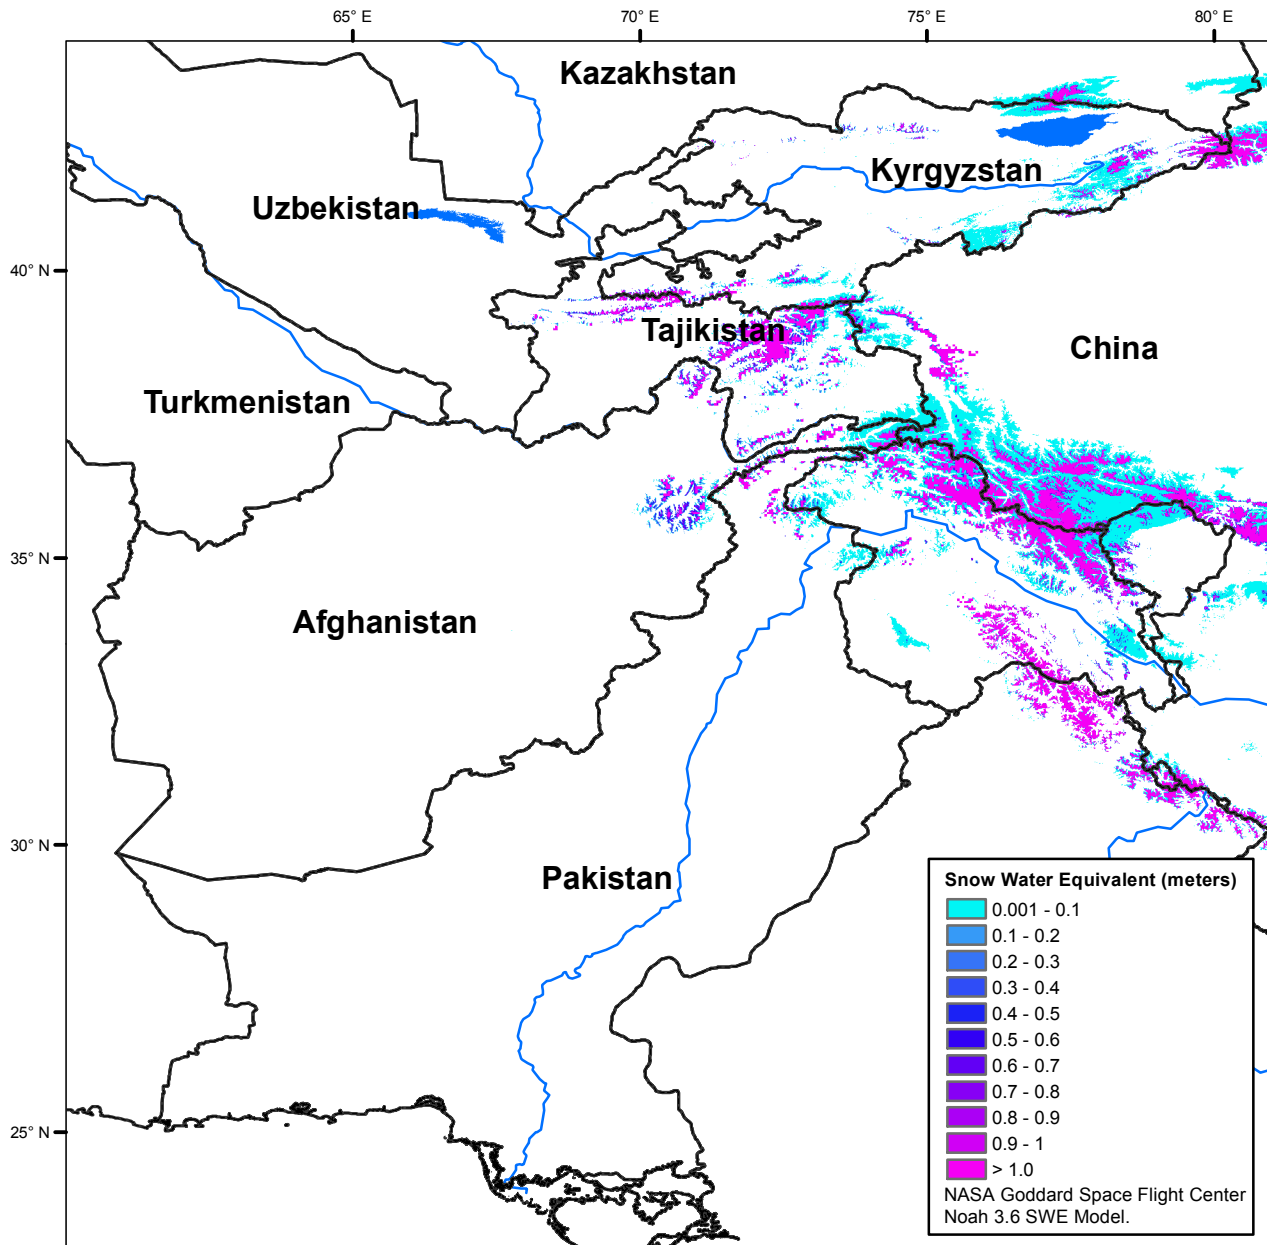 65° E
70° E
75° E
80° E
Kazakhstan
Kyrgyzstan
Uzbekistan
40° N
Tajikistan
China
Turkmenistan
35° N
Afghanistan
30° N
Pakistan
Snow Water Equivalent (meters)
0.001 - 0.1
0.1 - 0.2
0.2 - 0.3
0.3 - 0.4
0.4 - 0.5
0.5 - 0.6
0.6 - 0.7
0.7 - 0.8
0.8 - 0.9
0.9 - 1
> 1.0
NASA Goddard Space Flight Center
Noah 3.6 SWE Model.
25° N